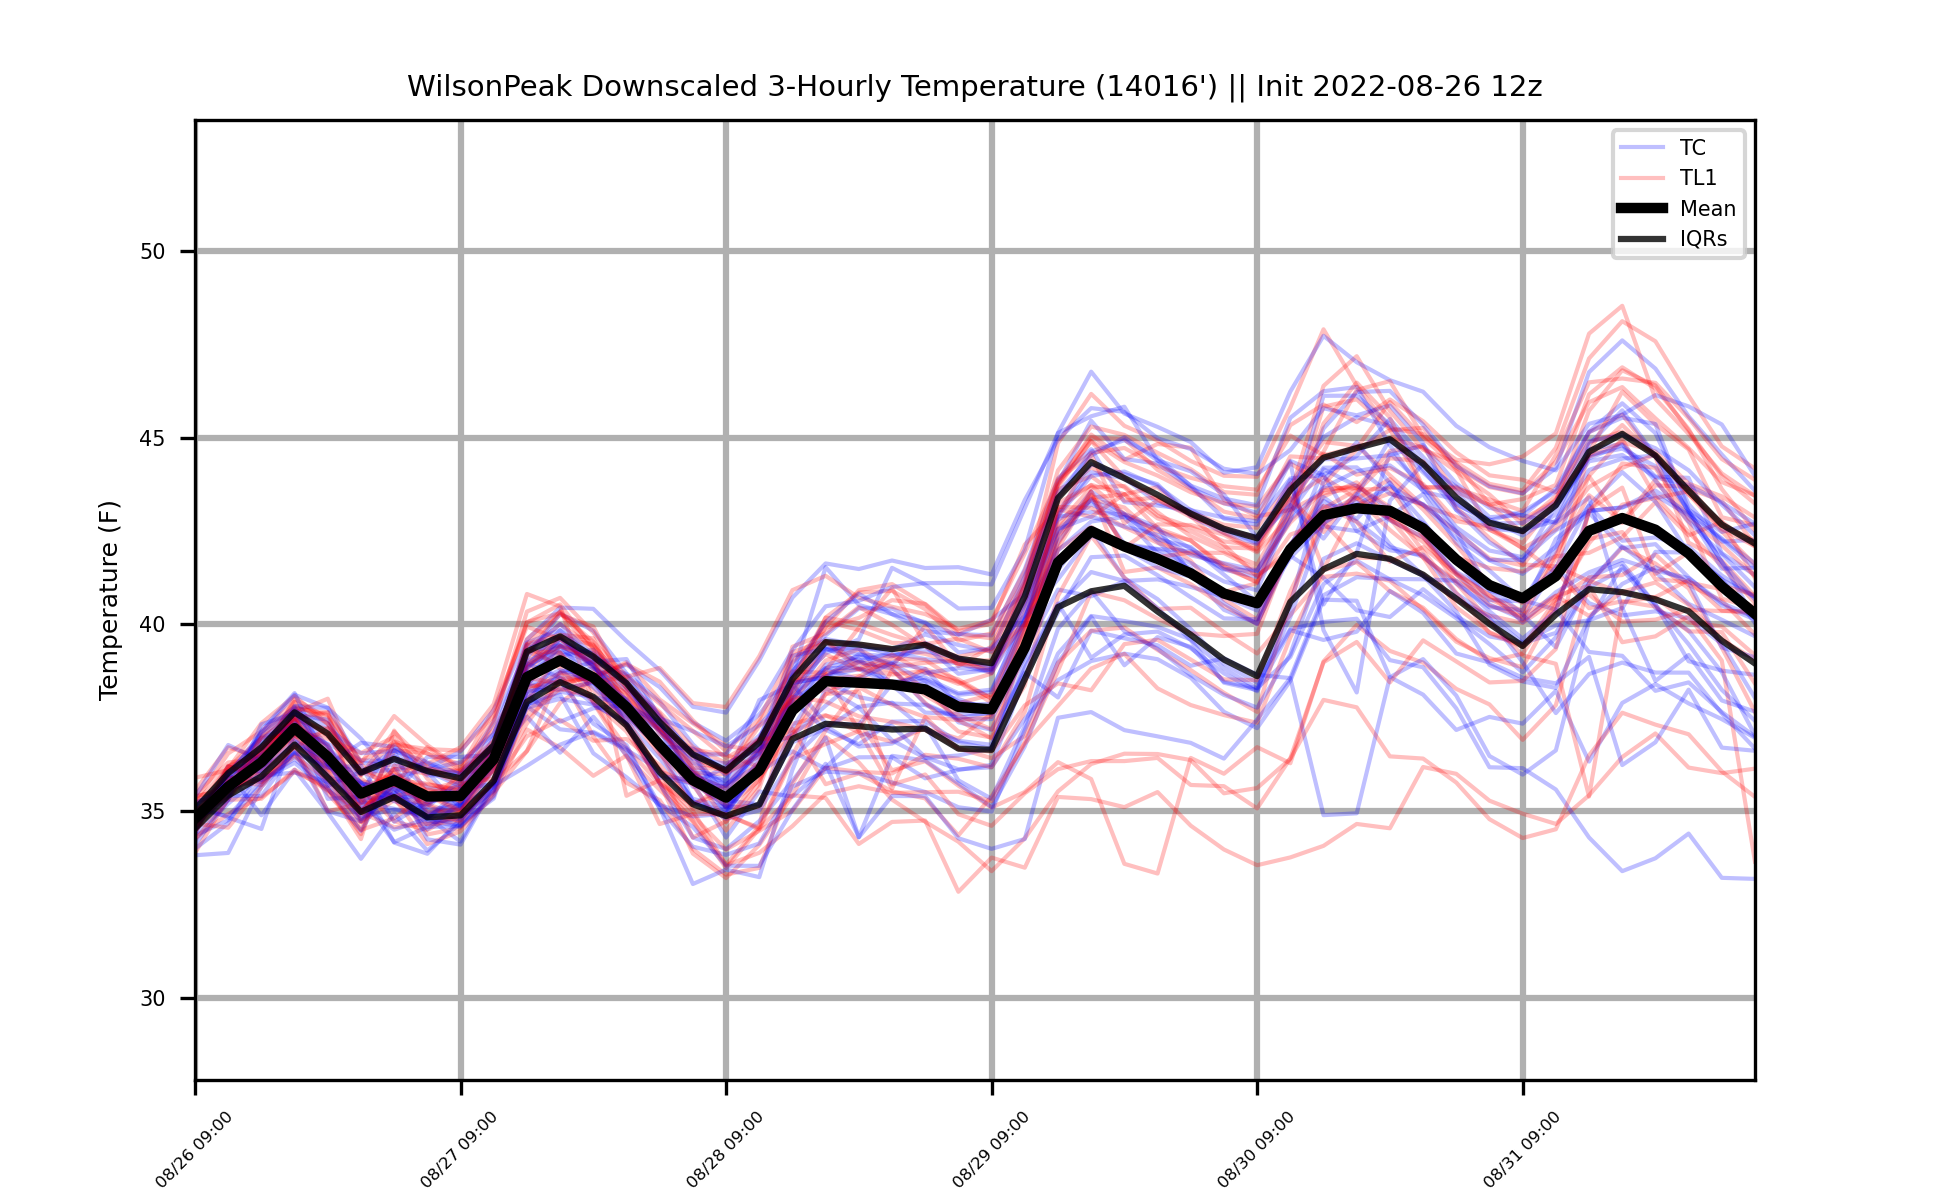 WilsonPeak Downscaled 3-Hourly Temperature (14016') || Init 2022-08-26 12z
TC
TL1
Mean
IQRs
Temperature (F)
50
45
40
35
30
08/26 09:00
08/27 09:00
08/28 09:00
08/29 09:00
08/30 09:00
08/31 09:00